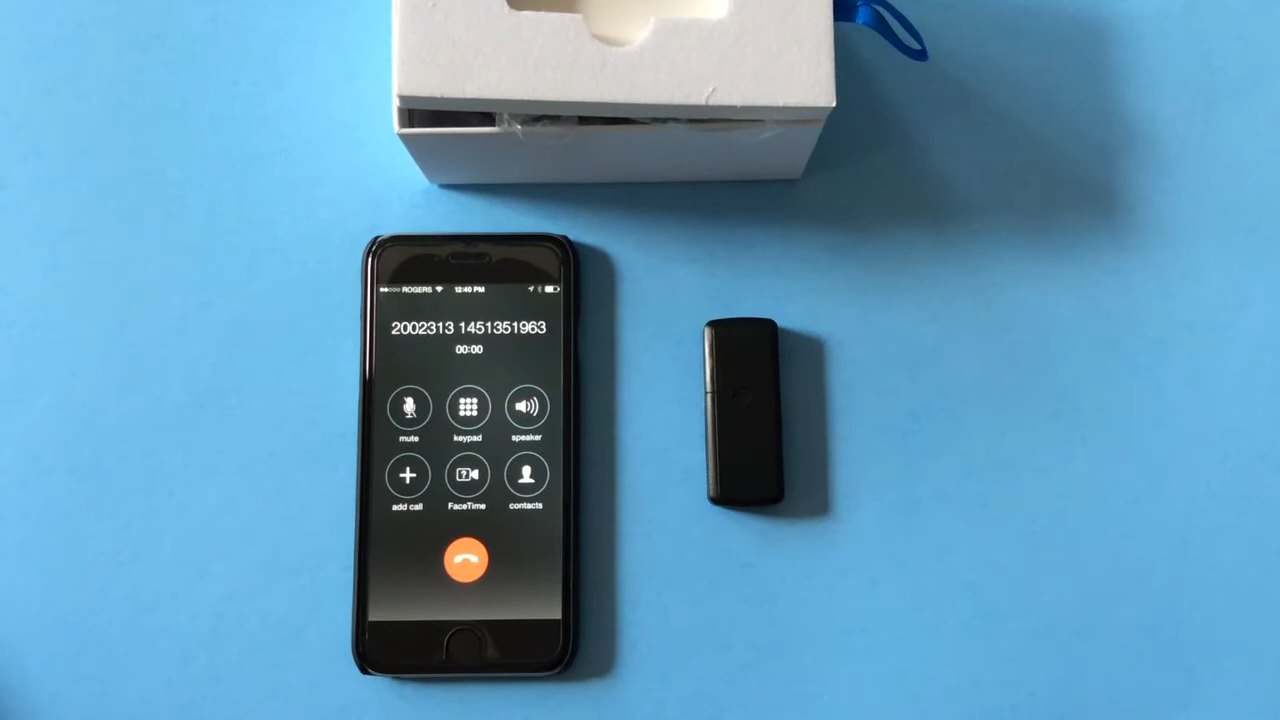 ROGERS 12:40 PM
2002313 1451351963
00:00
mute keypad speaker
add call FaceTime contacts